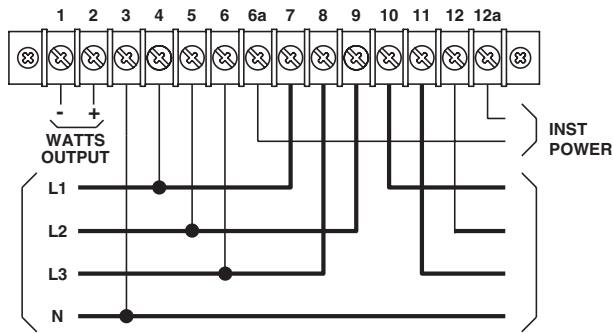 1 2 3 4 5 6 6a 7 8 9 10 11 12 12a
- +
WATTS
OUTPUT
INST
POWER
L1
L2
L3
N